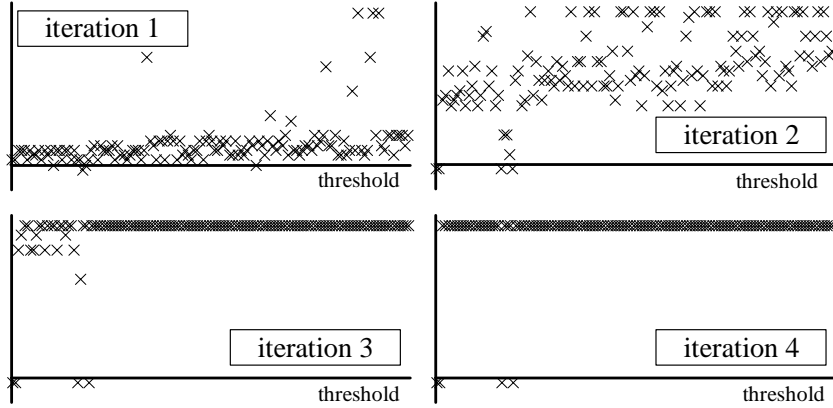 iteration 1
threshold
iteration 2
threshold
iteration 3
threshold
iteration 4
threshold